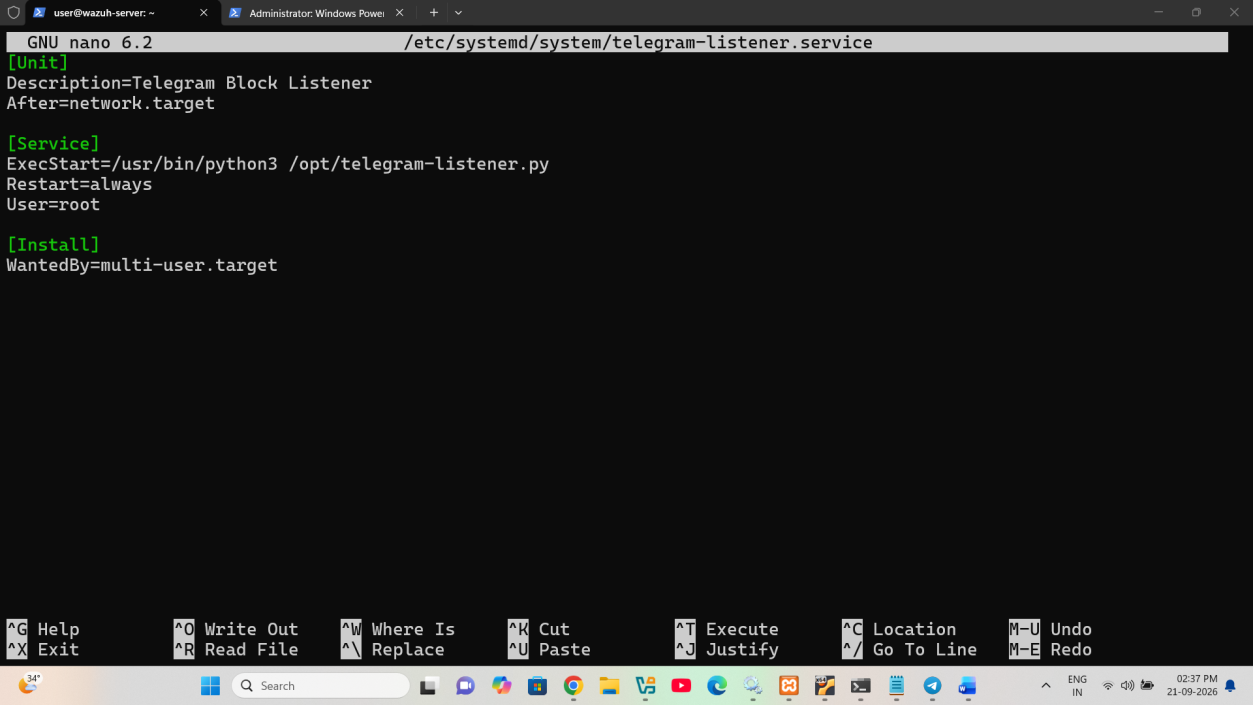 user@wazuh-server: ~
Administrator: Windows Power
GNU nano 6.2 /etc/systemd/system/telegram-listener.service
[Unit]
Description=Telegram Block Listener
After=network.target
[Service]
ExecStart=/usr/bin/python3 /opt/telegram-listener.py
Restart=always
User=root
[Install]
WantedBy=multi-user.target
^G Help ^O Write Out ^W Where Is ^K Cut ^T Execute ^C Location M-U Undo
^X Exit ^R Read File ^\ Replace ^U Paste ^J Justify ^/ Go To Line M-E Redo
34°
Search
ENG
IN
02:37 PM
21-09-2026